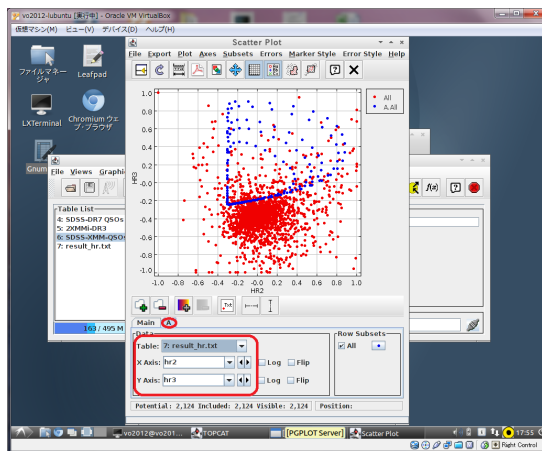 vo2012-lubuntu [実行中] - Oracle VM VirtualBox
仮想マシン(M) ビュー(V) デバイス(D) ヘルプ(H)
ファイルマネージャ
Leafpad
LXTerminal
Chromium ウェブ・ブラウザ
Scatter Plot
File Export Plot Axes Subsets Errors Marker Style Error Style Help
All
A.All
1.0
0.8
0.6
0.4
0.2
-0.0
-0.2
-0.4
-0.6
-0.8
-1.0
HR3
-1.0 -0.8 -0.6 -0.4 -0.2 -0.0 0.2 0.4 0.6 0.8 1.0
HR2
File Views Graphi
f(x)
Table List
4: SDSS-DR7 QSOs
5: 2XMMi-DR3
6: SDSS-XMM-QSO
7: result_hr.txt
163 / 495 M
Txt
Main A
Data
Table: 7: result_hr.txt
X Axis: hr2 Log Flip
Y Axis: hr3 Log Flip
Row Subsets
All
Potential: 2,124 Included: 2,124 Visible: 2,124 Position:
vo2012@vo201...
TOPCAT
[PGPLOT Server]
Scatter Plot
17:55
Right Control